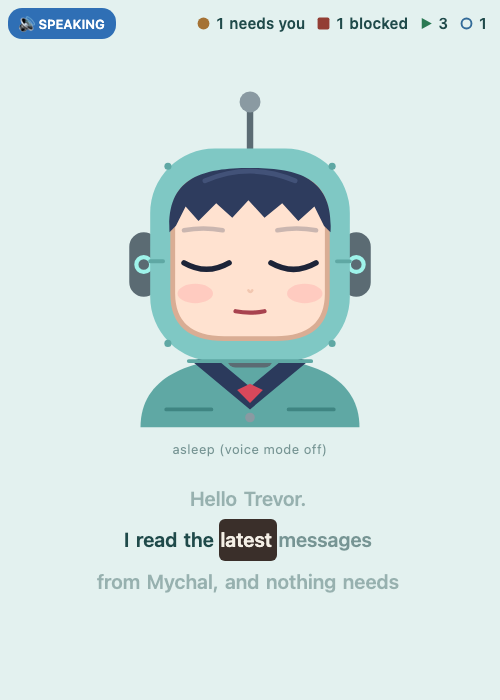 SPEAKING
1 needs you 1 blocked 3 1
asleep (voice mode off)
Hello Trevor.
I read the latest messages
from Mychal, and nothing needs